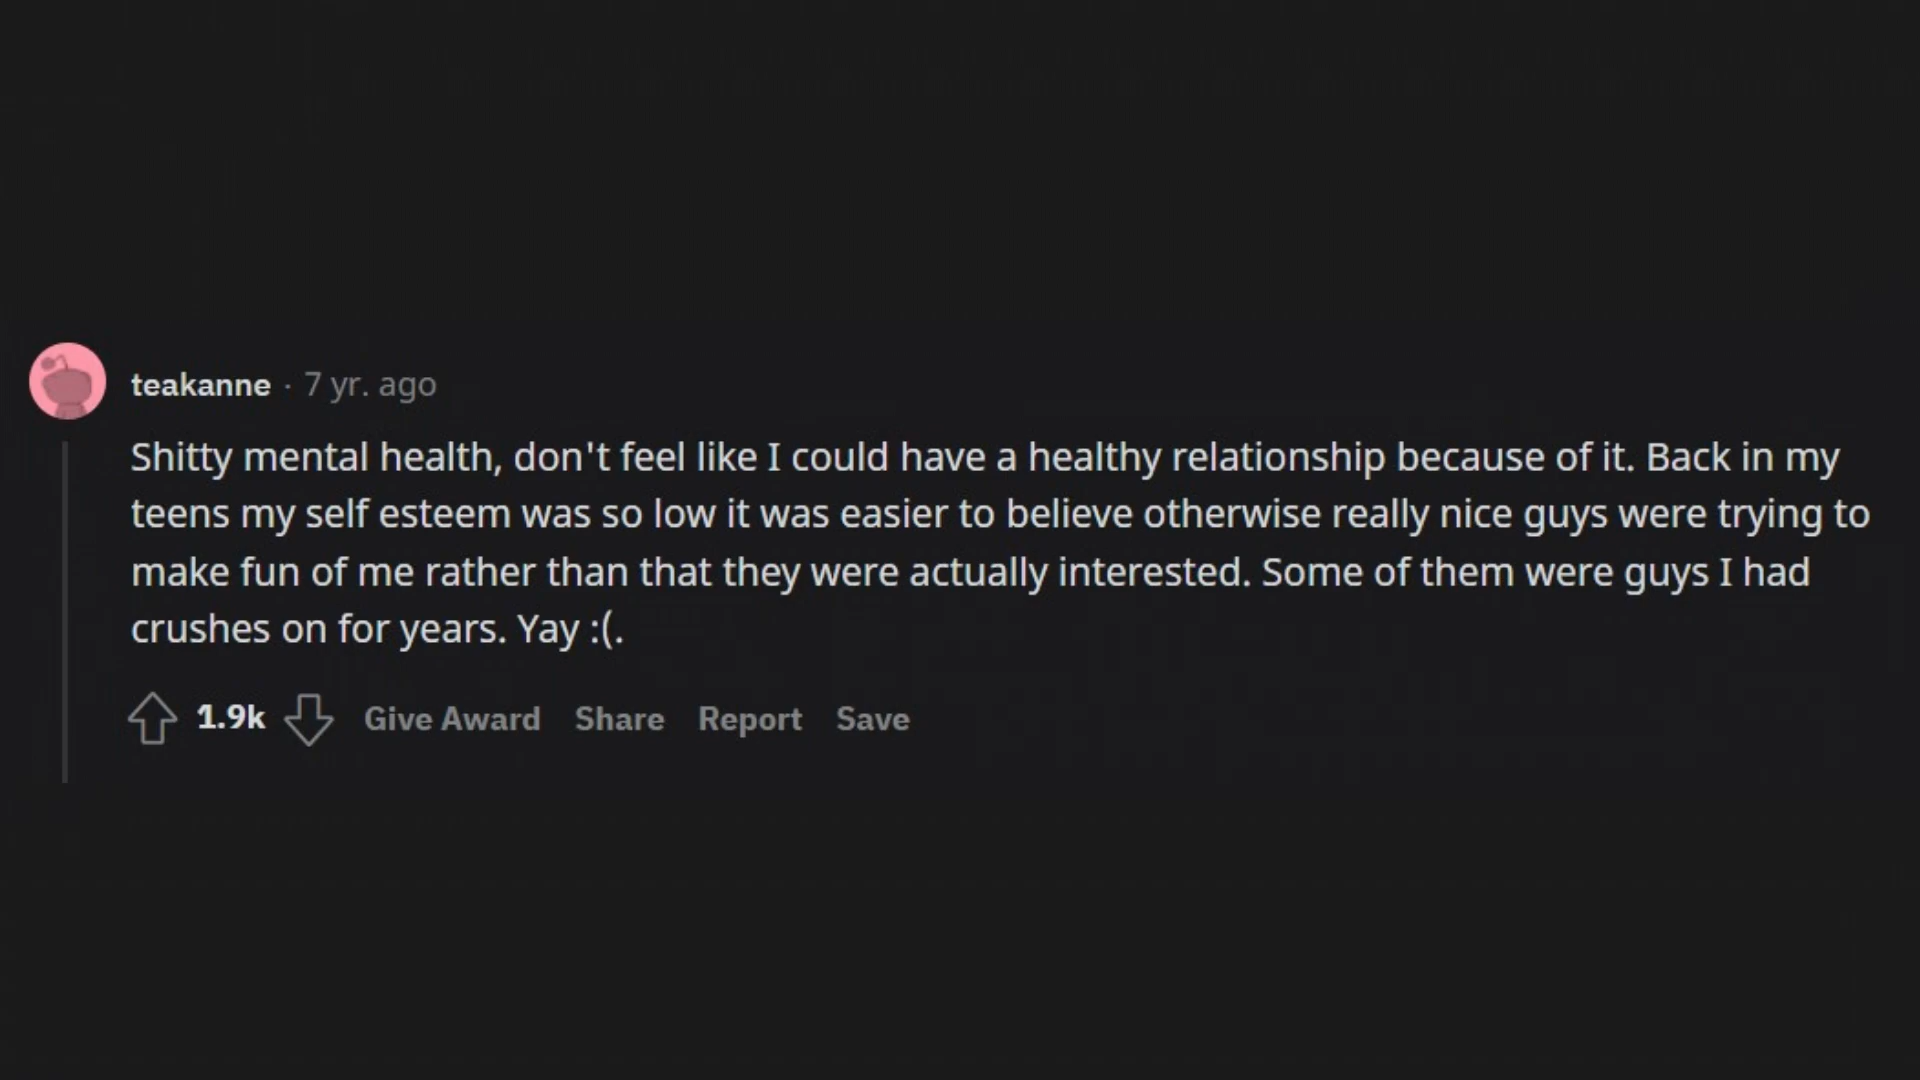 teakanne · 7 yr. ago
Shitty mental health, don't feel like I could have a healthy relationship because of it. Back in my
teens my self esteem was so low it was easier to believe otherwise really nice guys were trying to
make fun of me rather than that they were actually interested. Some of them were guys I had
crushes on for years. Yay :(.
1.9k Give Award Share Report Save